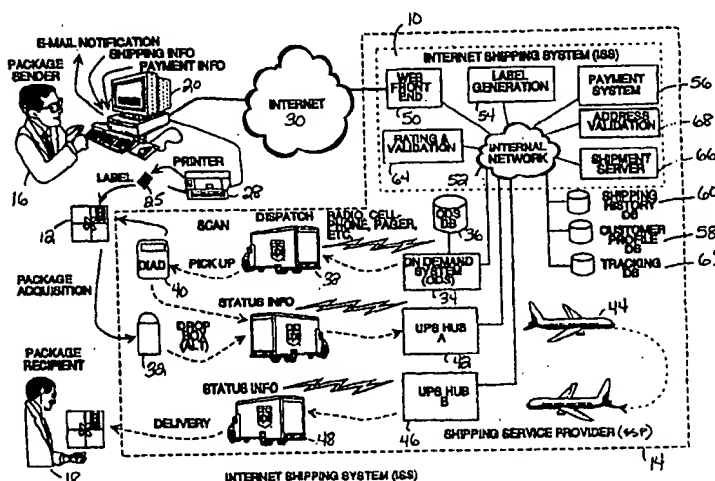 10
E-MAIL NOTIFICATION
SHIPPING INFO
PAYMENT INFO
PACKAGE SENDER
20
INTERNET
30
INTERNET SHIPPING SYSTEM (ISS)
WEB FRONT END
50
LABEL GENERATION
54
PAYMENT SYSTEM
56
ADDRESS VALIDATION
68
RATING & VALIDATION
64
INTERNAL NETWORK
52
SHIPMENT SERVER
66
16
LABEL
25
PRINTER
28
12
SCAN
DISPATCH
RADIO, CELL PHONE, PAGER, ETC.
ODS DB
36
SHIPPING HISTORY DB
60
CUSTOMER PROFILE DB
58
TRACKING DB
DIAD
40
PICK UP
38
ON DEMAND SYSTEM (ODS)
34
PACKAGE ACQUISITION
STATUS INFO
32
DROP BOX (ALT)
UPS HUB A
42
44
PACKAGE RECIPIENT
STATUS INFO
UPS HUB B
46
DELIVERY
48
SHIPPING SERVICE PROVIDER (SSP)
14
18
INTERNET SHIPPING SYSTEM (ISS)